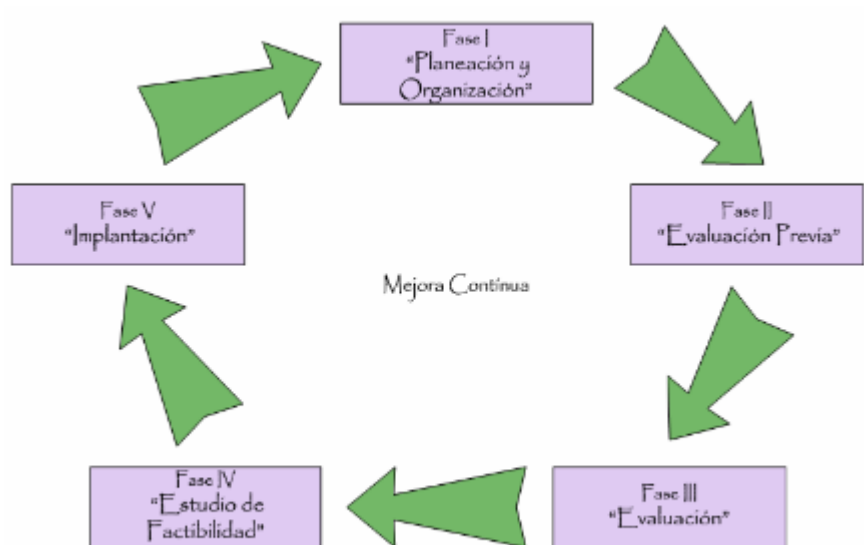 Fase I
“Planeación y
Organización”
Fase II
“Evaluación Previa”
Fase III
“Evaluación”
Fase IV
“Estudio de
Factibilidad”
Fase V
“Implantación”
Mejora Continua